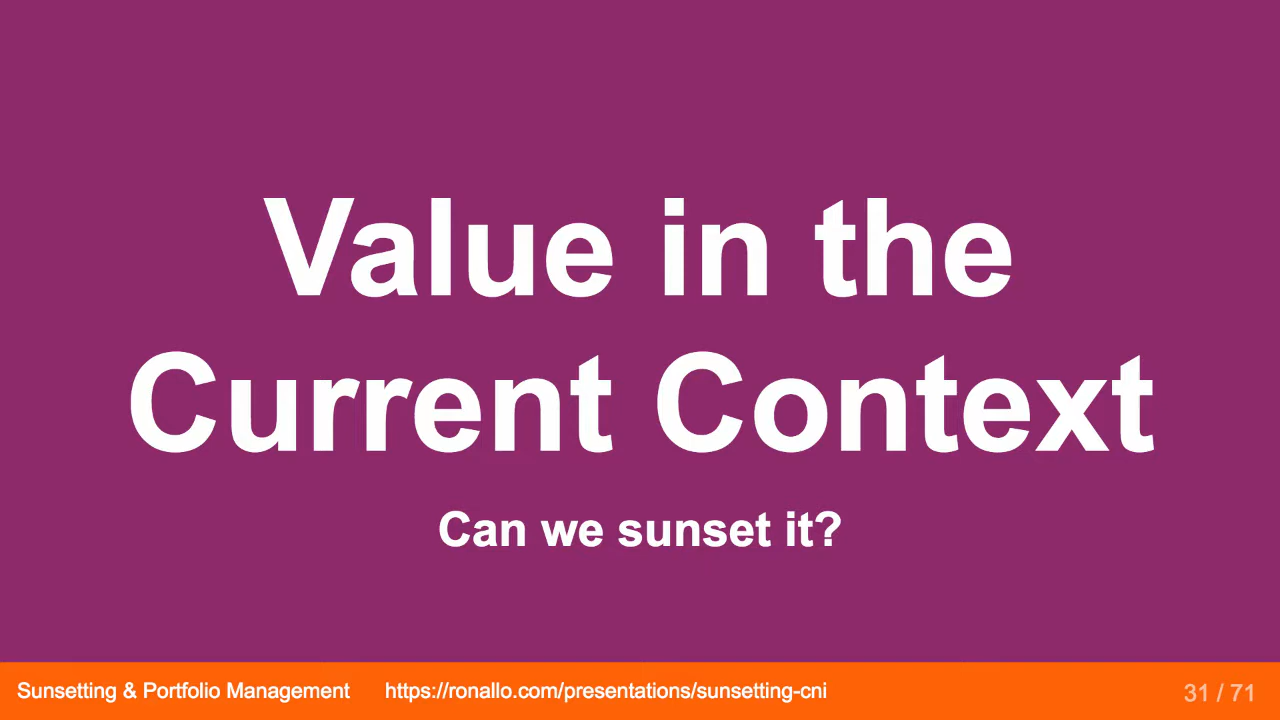 Value in the
Current Context
Can we sunset it?
Sunsetting & Portfolio Management https://ronallo.com/presentations/sunsetting-cni 31 / 71